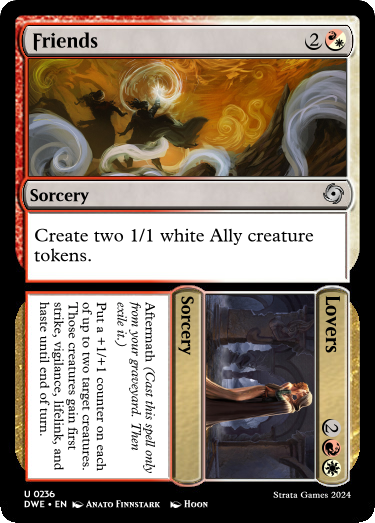 Friends 2
Sorcery
Create two 1/1 white Ally creature
tokens.
Lovers 2
Sorcery
Aftermath (Cast this spell only
from your graveyard. Then
exile it.)
Put a +1/+1 counter on each
of up to two target creatures.
Those creatures gain first
strike, vigilance, lifelink, and
haste until end of turn.
U 0236
DWE • EN Anato Finnstark Hoon
Strata Games 2024